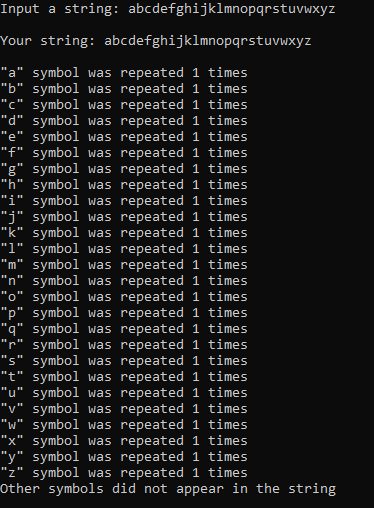 Input a string: abcdefghijklmnopqrstuvwxyz
Your string: abcdefghijklmnopqrstuvwxyz
"a" symbol was repeated 1 times
"b" symbol was repeated 1 times
"c" symbol was repeated 1 times
"d" symbol was repeated 1 times
"e" symbol was repeated 1 times
"f" symbol was repeated 1 times
"g" symbol was repeated 1 times
"h" symbol was repeated 1 times
"i" symbol was repeated 1 times
"j" symbol was repeated 1 times
"k" symbol was repeated 1 times
"l" symbol was repeated 1 times
"m" symbol was repeated 1 times
"n" symbol was repeated 1 times
"o" symbol was repeated 1 times
"p" symbol was repeated 1 times
"q" symbol was repeated 1 times
"r" symbol was repeated 1 times
"s" symbol was repeated 1 times
"t" symbol was repeated 1 times
"u" symbol was repeated 1 times
"v" symbol was repeated 1 times
"w" symbol was repeated 1 times
"x" symbol was repeated 1 times
"y" symbol was repeated 1 times
"z" symbol was repeated 1 times
Other symbols did not appear in the string